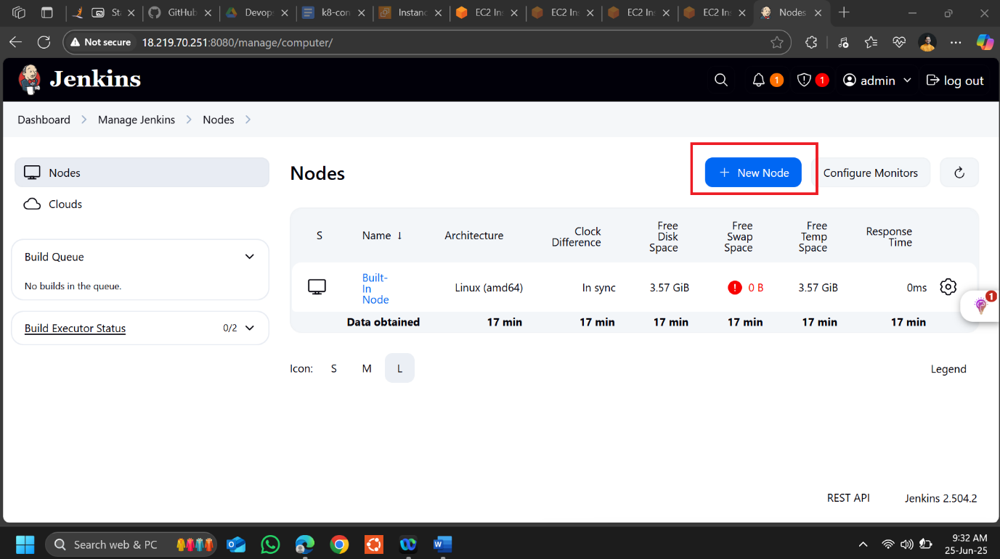 St
GitHub
Devop
k8-con
Instanc
EC2 Ins
EC2 In
EC2 In
EC2 In
Nodes
Not secure
18.219.70.251:8080/manage/computer/
Jenkins
1
1
admin
log out
Dashboard
Manage Jenkins
Nodes
Nodes
Clouds
Build Queue
No builds in the queue.
Build Executor Status
0/2
Nodes
+ New Node
Configure Monitors
S
Name ↓
Architecture
Clock
Difference
Free
Disk
Space
Free
Swap
Space
Free
Temp
Space
Response
Time
Built-
In
Node
Linux (amd64)
In sync
3.57 GiB
! 0 B
3.57 GiB
0ms
1
Data obtained
17 min
17 min
17 min
17 min
17 min
17 min
Icon:
S
M
L
Legend
REST API
Jenkins 2.504.2
Search web & PC
9:32 AM
25-Jun-25